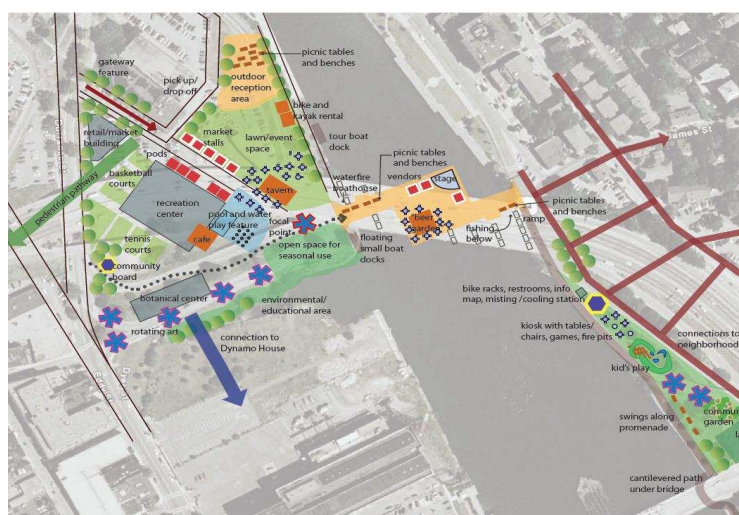 gateway
feature
pick up/
drop off
picnic tables
and benches
outdoor
reception
area
bike and
kayak rental
retail/market
building
market
stalls
lawn/event
space
tour boat
dock
pods
picnic tables
and benches
James St
pedestrian pathway
basketball
courts
waterfire
boathouse
vendors
stage
tavern
recreation
center
pool and water
play feature
focal
point
beer
garden
picnic tables
and benches
ramp
cafe
tennis
courts
open space for
seasonal use
floating
small boat
docks
fishing
below
community
board
bike racks, restrooms, info
map, misting /cooling station
botanical center
environmental/
educational area
rotating art
connection to
Dynamo House
kiosk with tables/
chairs, games, fire pits
connections to
neighborhood
kid's play
swings along
promenade
commu
garden
la
cantilevered path
under bridge